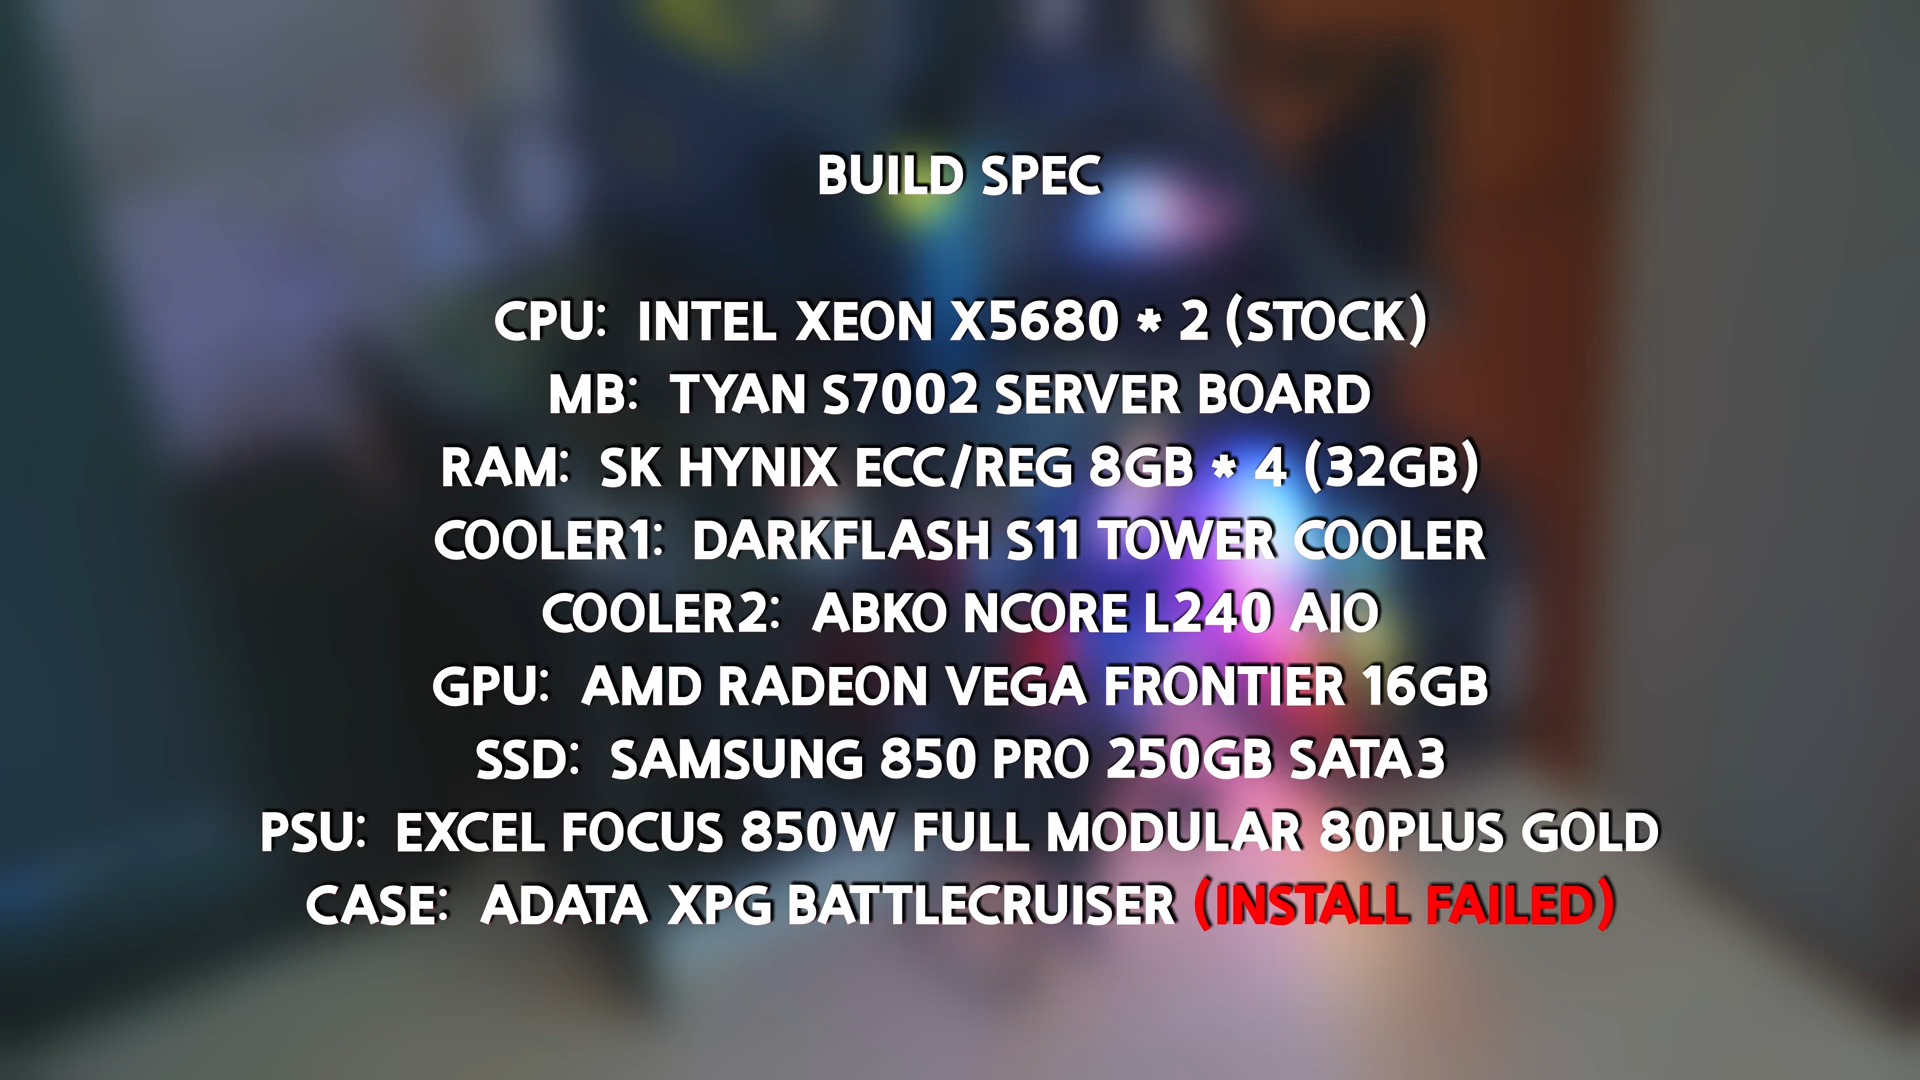 BUILD SPEC
CPU: INTEL XEON X5680 * 2 (STOCK)
MB: TYAN S7002 SERVER BOARD
RAM: SK HYNIX ECC/REG 8GB * 4 (32GB)
COOLER1: DARKFLASH S11 TOWER COOLER
COOLER2: ABKO NCORE L240 AIO
GPU: AMD RADEON VEGA FRONTIER 16GB
SSD: SAMSUNG 850 PRO 250GB SATA3
PSU: EXCEL FOCUS 850W FULL MODULAR 80PLUS GOLD
CASE: ADATA XPG BATTLECRUISER (INSTALL FAILED)